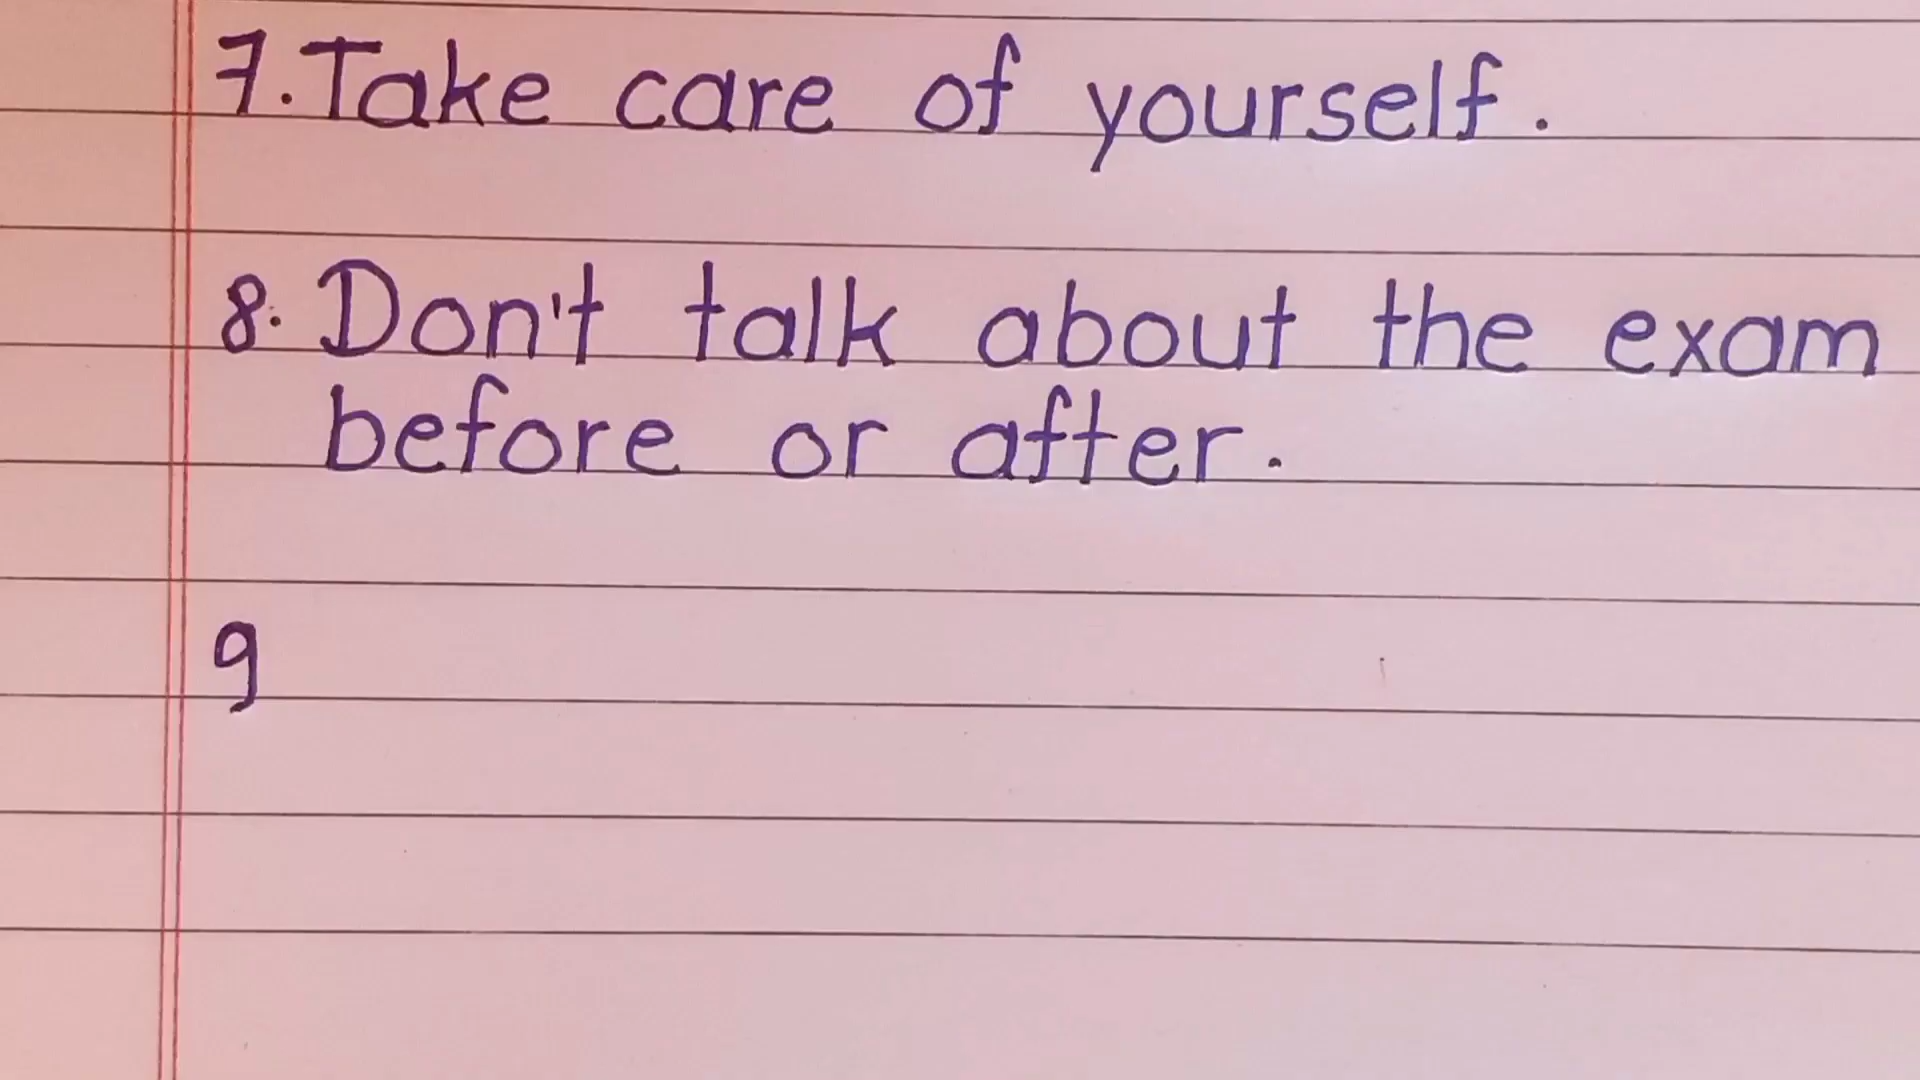 7. Take care of yourself.
8. Don't talk about the exam
before or after.
9